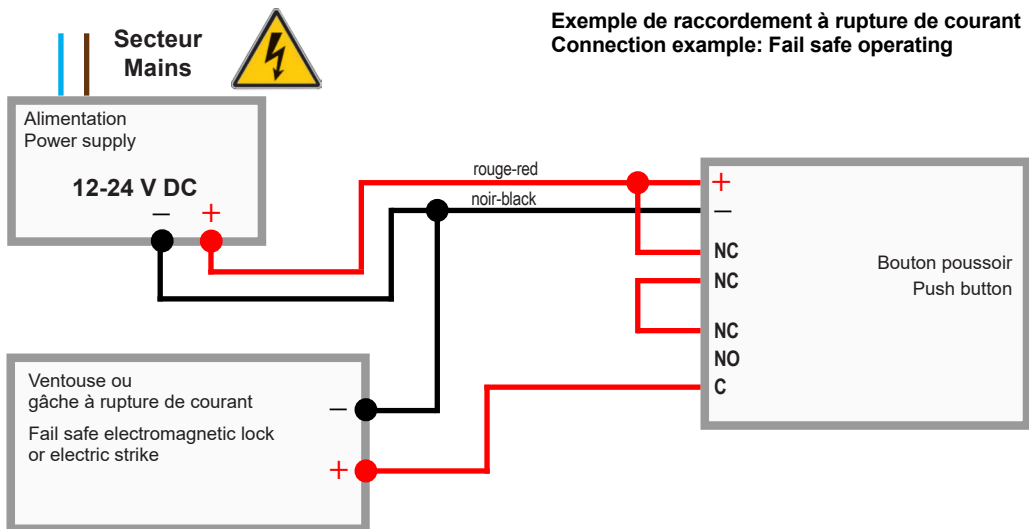 Exemple de raccordement à rupture de courant
Connection example: Fail safe operating
Secteur
Mains
Alimentation
Power supply
12-24 V DC
– +
rouge-red
noir-black
+
–
NC
NC
NC
NO
C
Bouton poussoir
Push button
Ventouse ou
gâche à rupture de courant
Fail safe electromagnetic lock
or electric strike
–
+